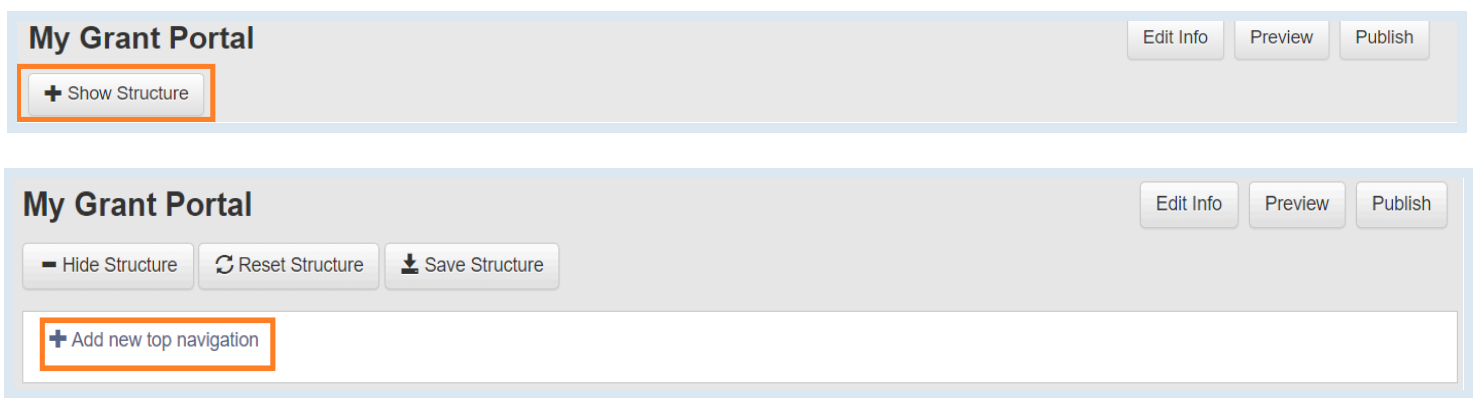 My Grant Portal Edit Info Preview Publish
Show Structure
My Grant Portal Edit Info Preview Publish
Hide Structure Reset Structure Save Structure
Add new top navigation